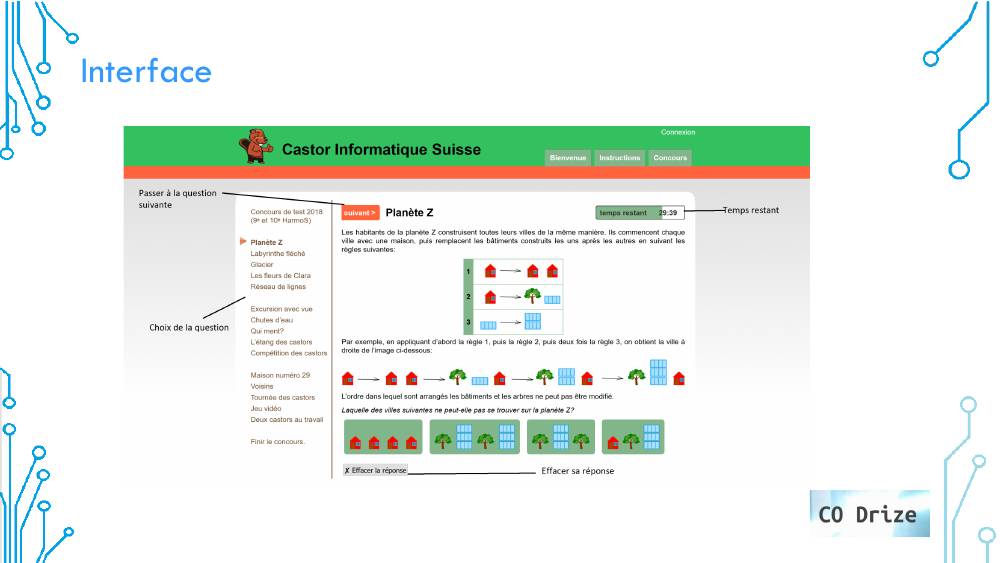 Interface
Connexion
Castor Informatique Suisse
Bienvenue
Instructions
Concours
Passer à la question
suivante
Concours de test 2018
(9e et 10e HarmoS)
Planète Z
Labyrinthe fléché
Glacier
Les fleurs de Clara
Réseau de lignes
Excursion avec vue
Chutes d'eau
Qui ment?
L'étang des castors
Compétition des castors
Maison numéro 29
Voisins
Tournée des castors
Jeu vidéo
Deux castors au travail
Finir le concours.
Choix de la question
suivant >
Planète Z
temps restant 29:39
Temps restant
Les habitants de la planète Z construisent toutes leurs villes de la même manière. Ils commencent chaque
ville avec une maison, puis remplacent les bâtiments construits les uns après les autres en suivant les
règles suivantes:
1
2
3
Par exemple, en appliquant d'abord la règle 1, puis la règle 2, puis deux fois la règle 3, on obtient la ville à
droite de l'image ci-dessous:
L'ordre dans lequel sont arrangés les bâtiments et les arbres ne peut pas être modifié.
Laquelle des villes suivantes ne peut-elle pas se trouver sur la planète Z?
✗ Effacer la réponse
Effacer sa réponse
CO Drize